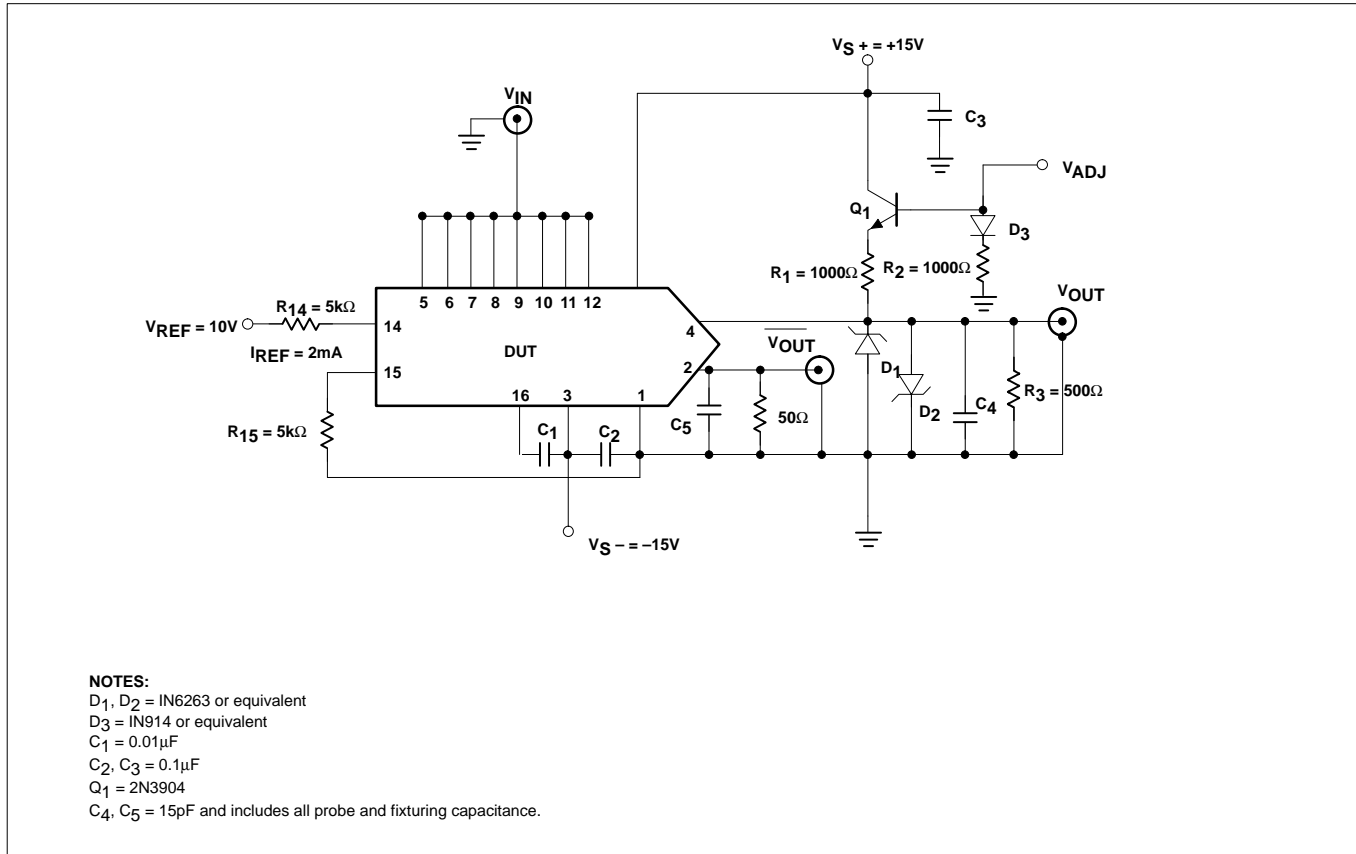 VS + = +15V
VIN
C3
VADJ
Q1
D3
R1 = 1000Ω
R2 = 1000Ω
VOUT
5 6 7 8 9 10 11 12
R14 = 5kΩ
VREF = 10V
14
4
VOUT
IREF = 2mA
DUT
D1
15
2
R3 = 500Ω
D2
C4
16 3 1
C5
50Ω
R15 = 5kΩ
C1
C2
VS – = –15V
NOTES:
D1, D2 = IN6263 or equivalent
D3 = IN914 or equivalent
C1 = 0.01µF
C2, C3 = 0.1µF
Q1 = 2N3904
C4, C5 = 15pF and includes all probe and fixturing capacitance.